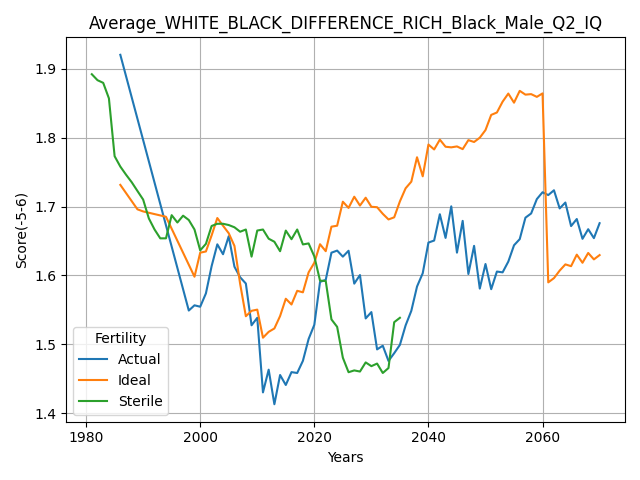 Average_WHITE_BLACK_DIFFERENCE_RICH_Black_Male_Q2_IQ
1.9
1.8
1.7
1.6
1.5
1.4
Score(-5-6)
Fertility
Actual
Ideal
Sterile
1980 2000 2020 2040 2060
Years